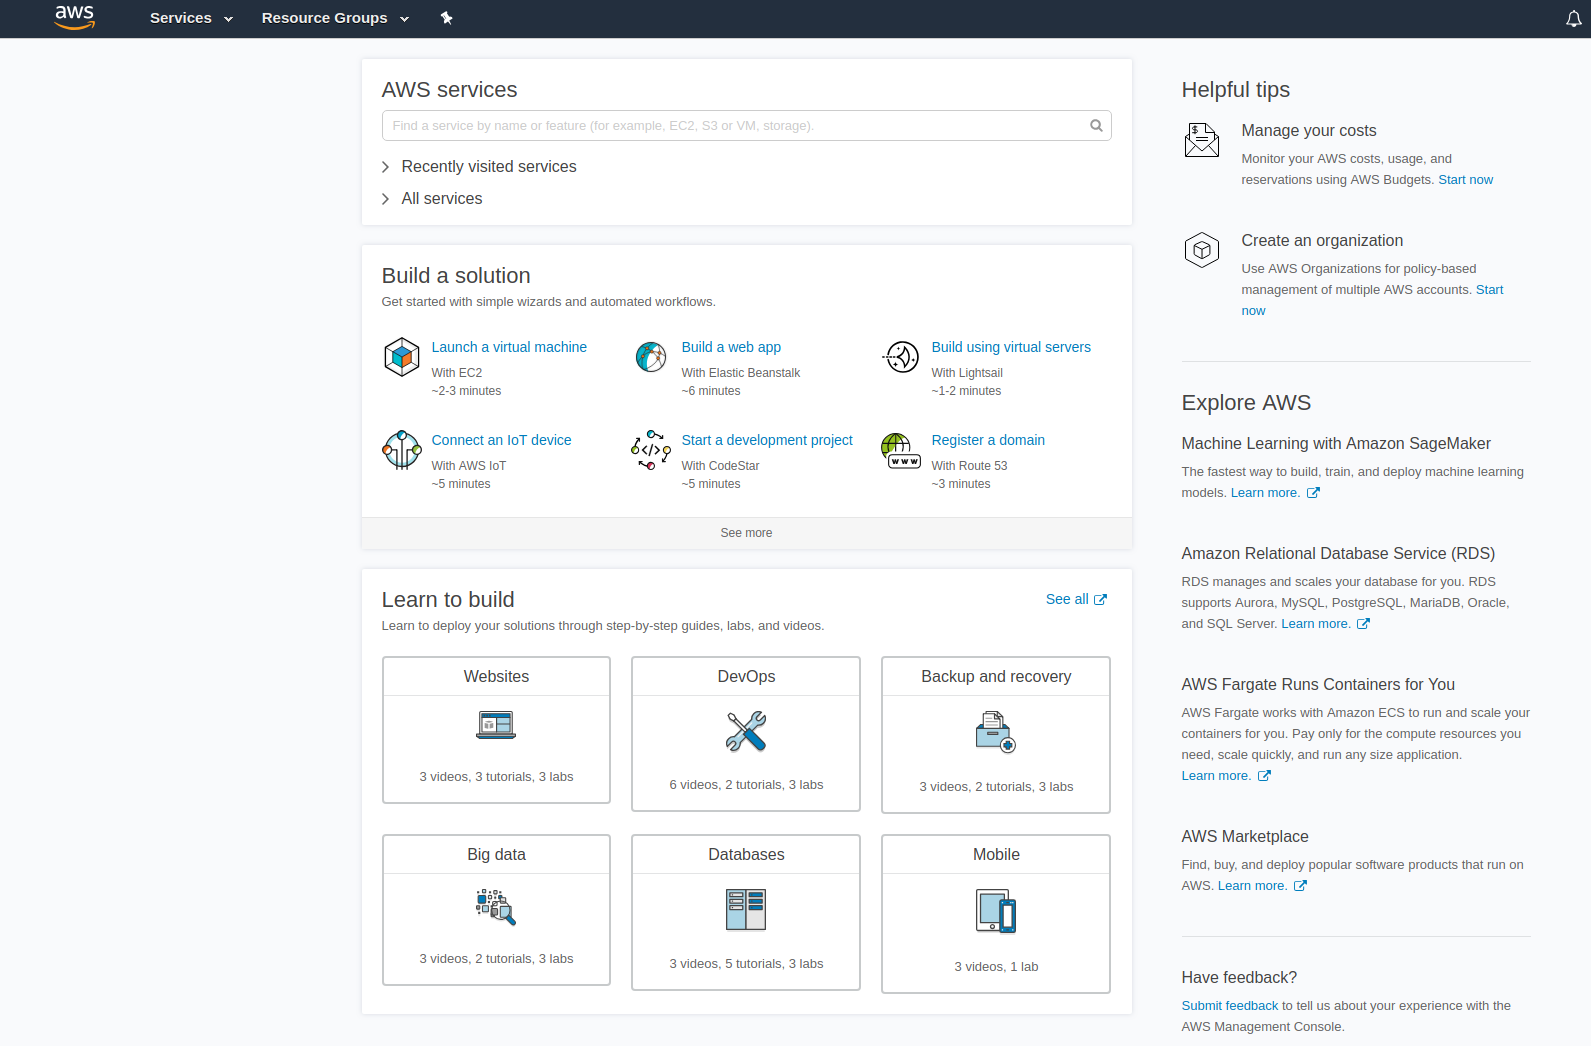 aws
Services
Resource Groups
AWS services
Find a service by name or feature (for example, EC2, S3 or VM, storage).
Recently visited services
All services
Build a solution
Get started with simple wizards and automated workflows.
Launch a virtual machine
With EC2
~2-3 minutes
Build a web app
With Elastic Beanstalk
~6 minutes
Build using virtual servers
With Lightsail
~1-2 minutes
Connect an IoT device
With AWS IoT
~5 minutes
Start a development project
With CodeStar
~5 minutes
Register a domain
With Route 53
~3 minutes
www
See more
Learn to build
See all
Learn to deploy your solutions through step-by-step guides, labs, and videos.
Websites
3 videos, 3 tutorials, 3 labs
DevOps
6 videos, 2 tutorials, 3 labs
Backup and recovery
3 videos, 2 tutorials, 3 labs
Big data
3 videos, 2 tutorials, 3 labs
Databases
3 videos, 5 tutorials, 3 labs
Mobile
3 videos, 1 lab
Helpful tips
$
Manage your costs
Monitor your AWS costs, usage, and
reservations using AWS Budgets. Start now
Create an organization
Use AWS Organizations for policy-based
management of multiple AWS accounts. Start
now
Explore AWS
Machine Learning with Amazon SageMaker
The fastest way to build, train, and deploy machine learning
models. Learn more.
Amazon Relational Database Service (RDS)
RDS manages and scales your database for you. RDS
supports Aurora, MySQL, PostgreSQL, MariaDB, Oracle,
and SQL Server. Learn more.
AWS Fargate Runs Containers for You
AWS Fargate works with Amazon ECS to run and scale your
containers for you. Pay only for the compute resources you
need, scale quickly, and run any size application.
Learn more.
AWS Marketplace
Find, buy, and deploy popular software products that run on
AWS. Learn more.
Have feedback?
Submit feedback to tell us about your experience with the
AWS Management Console.